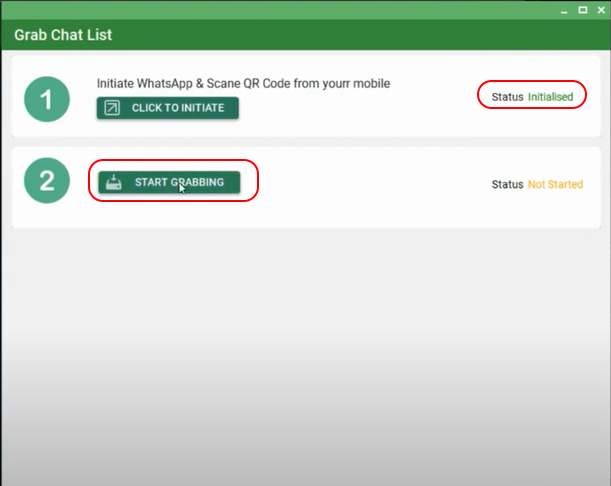 Grab Chat List
1
Initiate WhatsApp & Scane QR Code from yourr mobile
CLICK TO INITIATE
Status Initialised
2
START GRABBING
Status Not Started